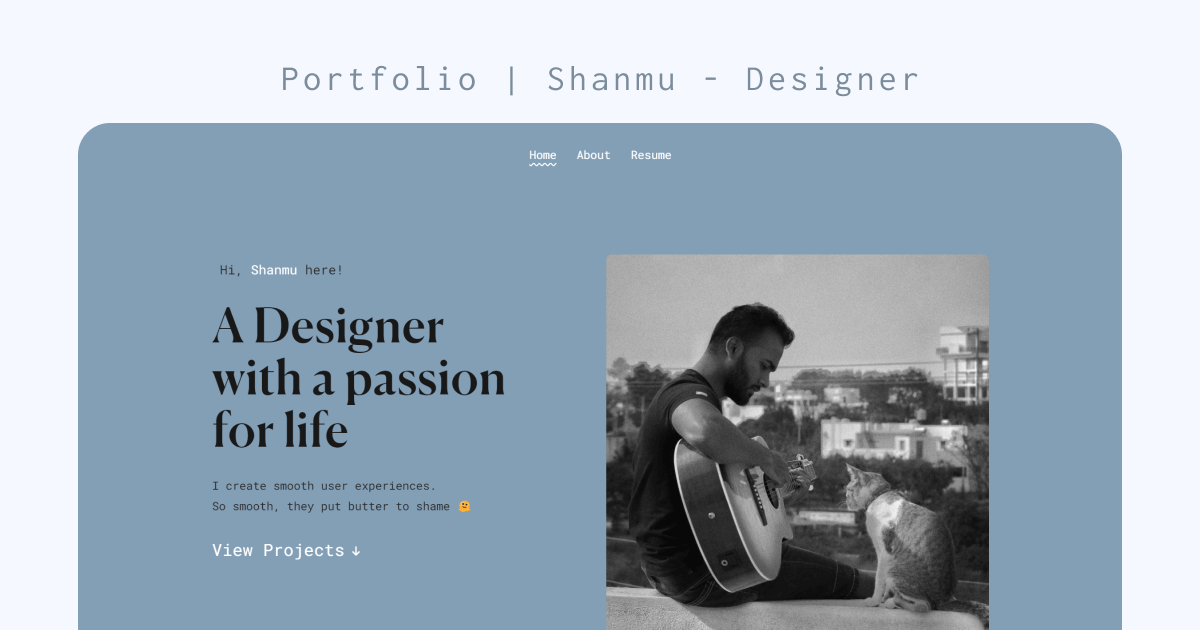 Portfolio | Shanmu - Designer
Home About Resume
Hi, Shanmu here!
A Designer
with a passion
for life
I create smooth user experiences.
So smooth, they put butter to shame 🫠
View Projects ↓